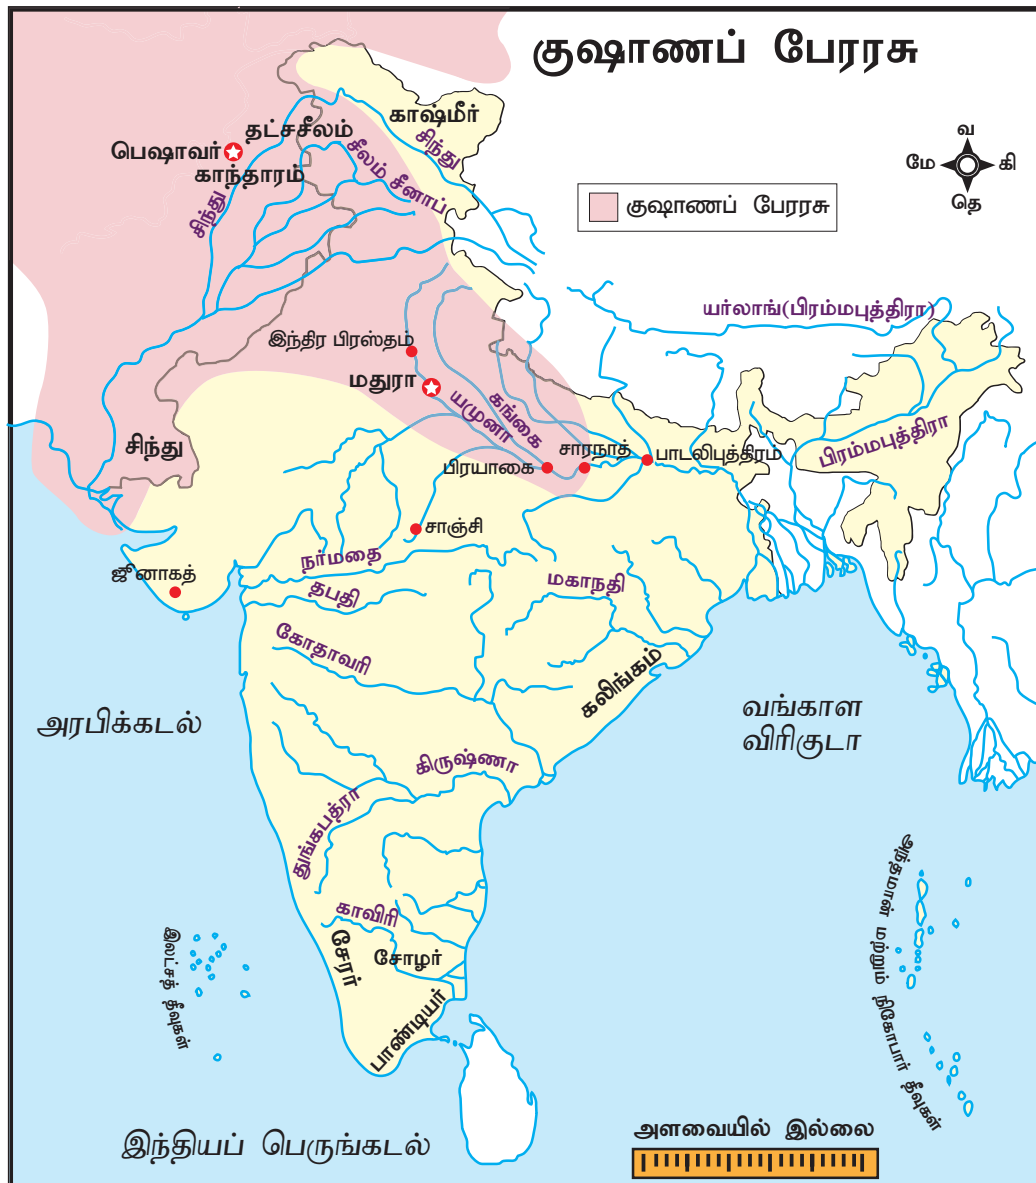 குஷாணப் பேரரசு
காஷ்மீர்
சிந்து
தட்சசீலம்
பெஷாவர்
காந்தாரம்
சீலம் சீனாப்
சிந்து
வ
மே
கி
தெ
குஷாணப் பேரரசு
யர்லாங்(பிரம்மபுத்திரா)
இந்திர பிரஸ்தம்
மதுரா
கங்கை
யமுனா
சிந்து
சாரநாத்
பாடலிபுத்திரம்
பிரம்மபுத்திரா
பிரயாகை
சாஞ்சி
நர்மதை
ஜுனாகத்
தபதி
மகாநதி
கோதாவரி
கலிங்கம்
அரபிக்கடல்
வங்காள
விரிகுடா
கிருஷ்ணா
துங்கபத்ரா
காவிரி
சேரர்
சோழர்
பாண்டியர்
இலட்சத் தீவுகள்
அந்தமான் மற்றும் நிகோபார் தீவுகள்
இந்தியப் பெருங்கடல்
அளவையில் இல்லை